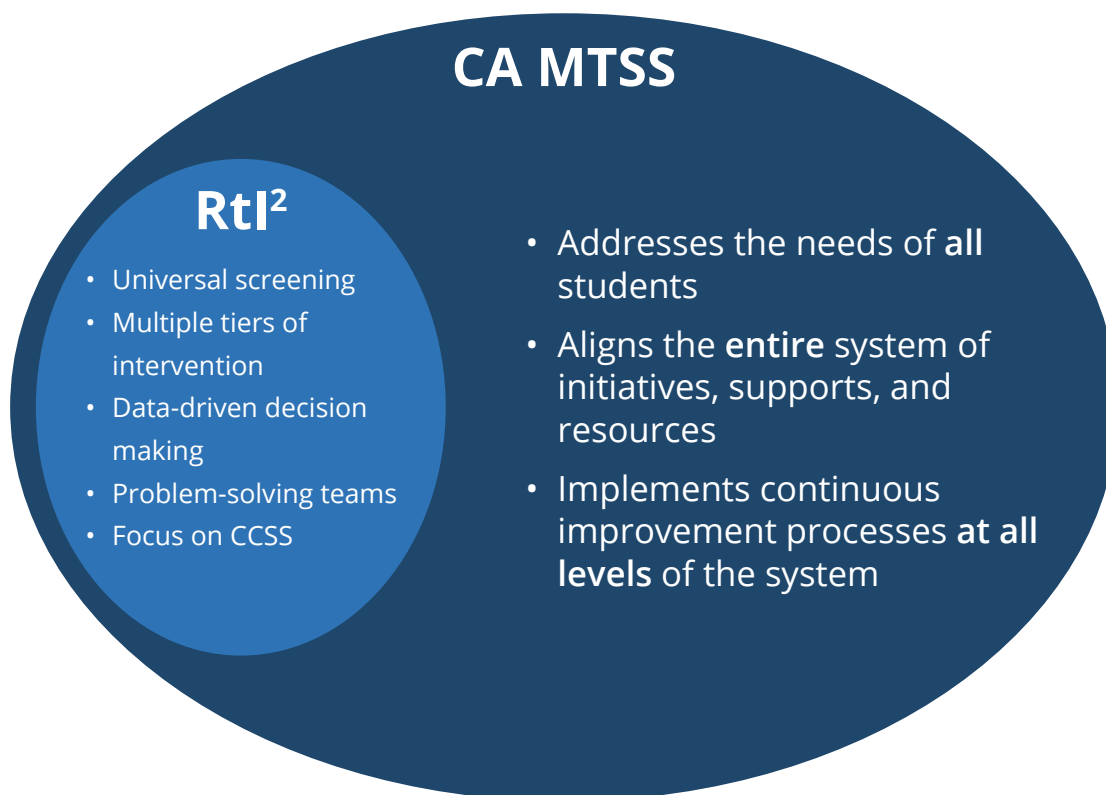 CA MTSS
RtI²
• Universal screening
• Multiple tiers of
intervention
• Data-driven decision
making
• Problem-solving teams
• Focus on CCSS
• Addresses the needs of all
students
• Aligns the entire system of
initiatives, supports, and
resources
• Implements continuous
improvement processes at all
levels of the system